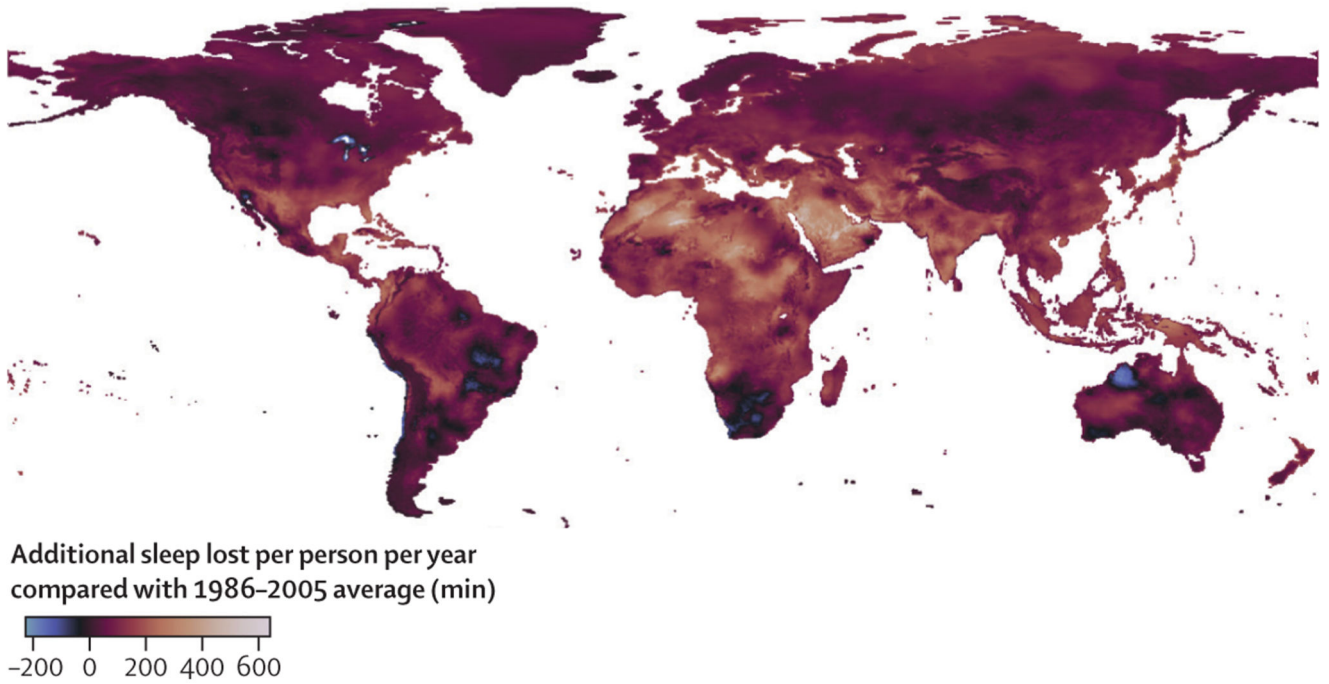 Additional sleep lost per person per year
compared with 1986–2005 average (min)
–200 0 200 400 600